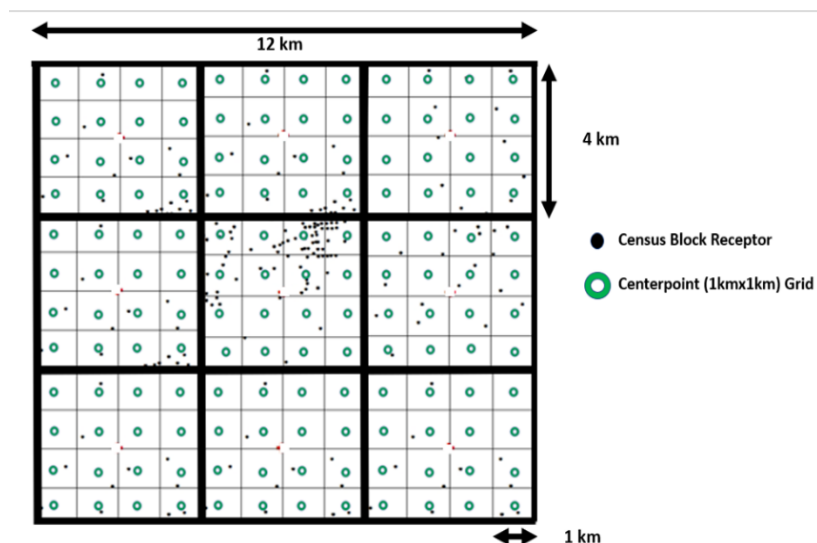 12 km
4 km
Census Block Receptor
Centerpoint (1kmx1km) Grid
1 km